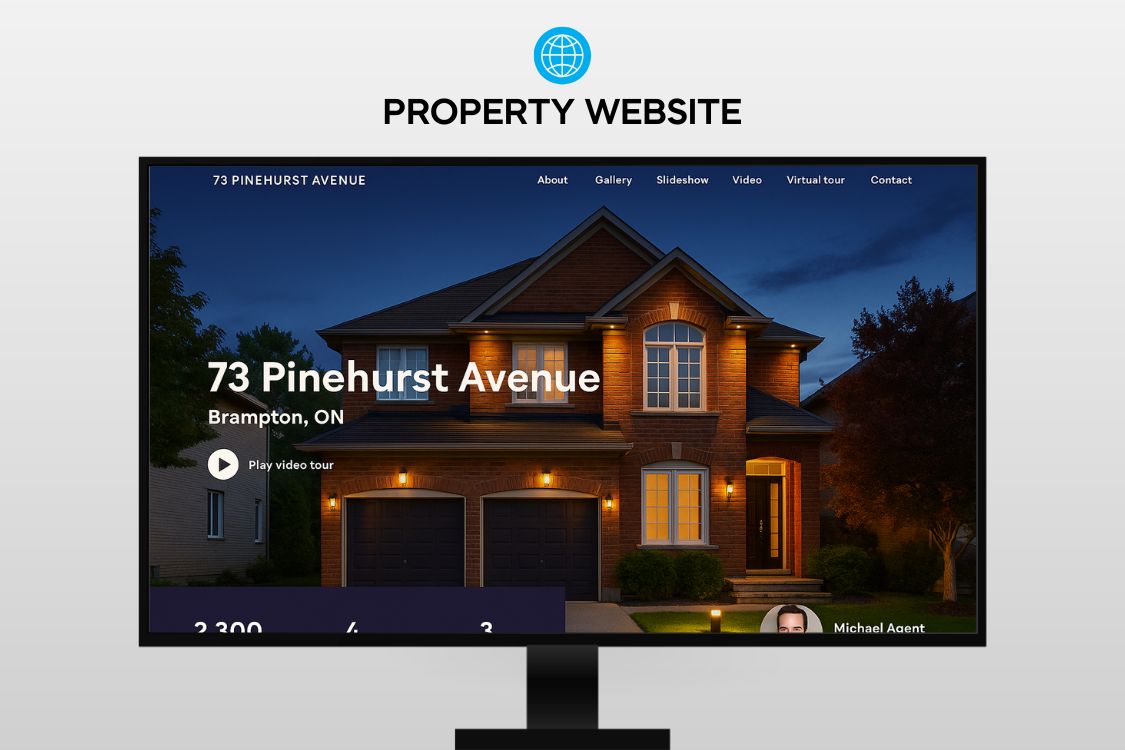 PROPERTY WEBSITE
73 PINEHURST AVENUE About Gallery Slideshow Video Virtual tour Contact
73 Pinehurst Avenue
Brampton, ON
Play video tour
2,300 4 3
Michael Agent